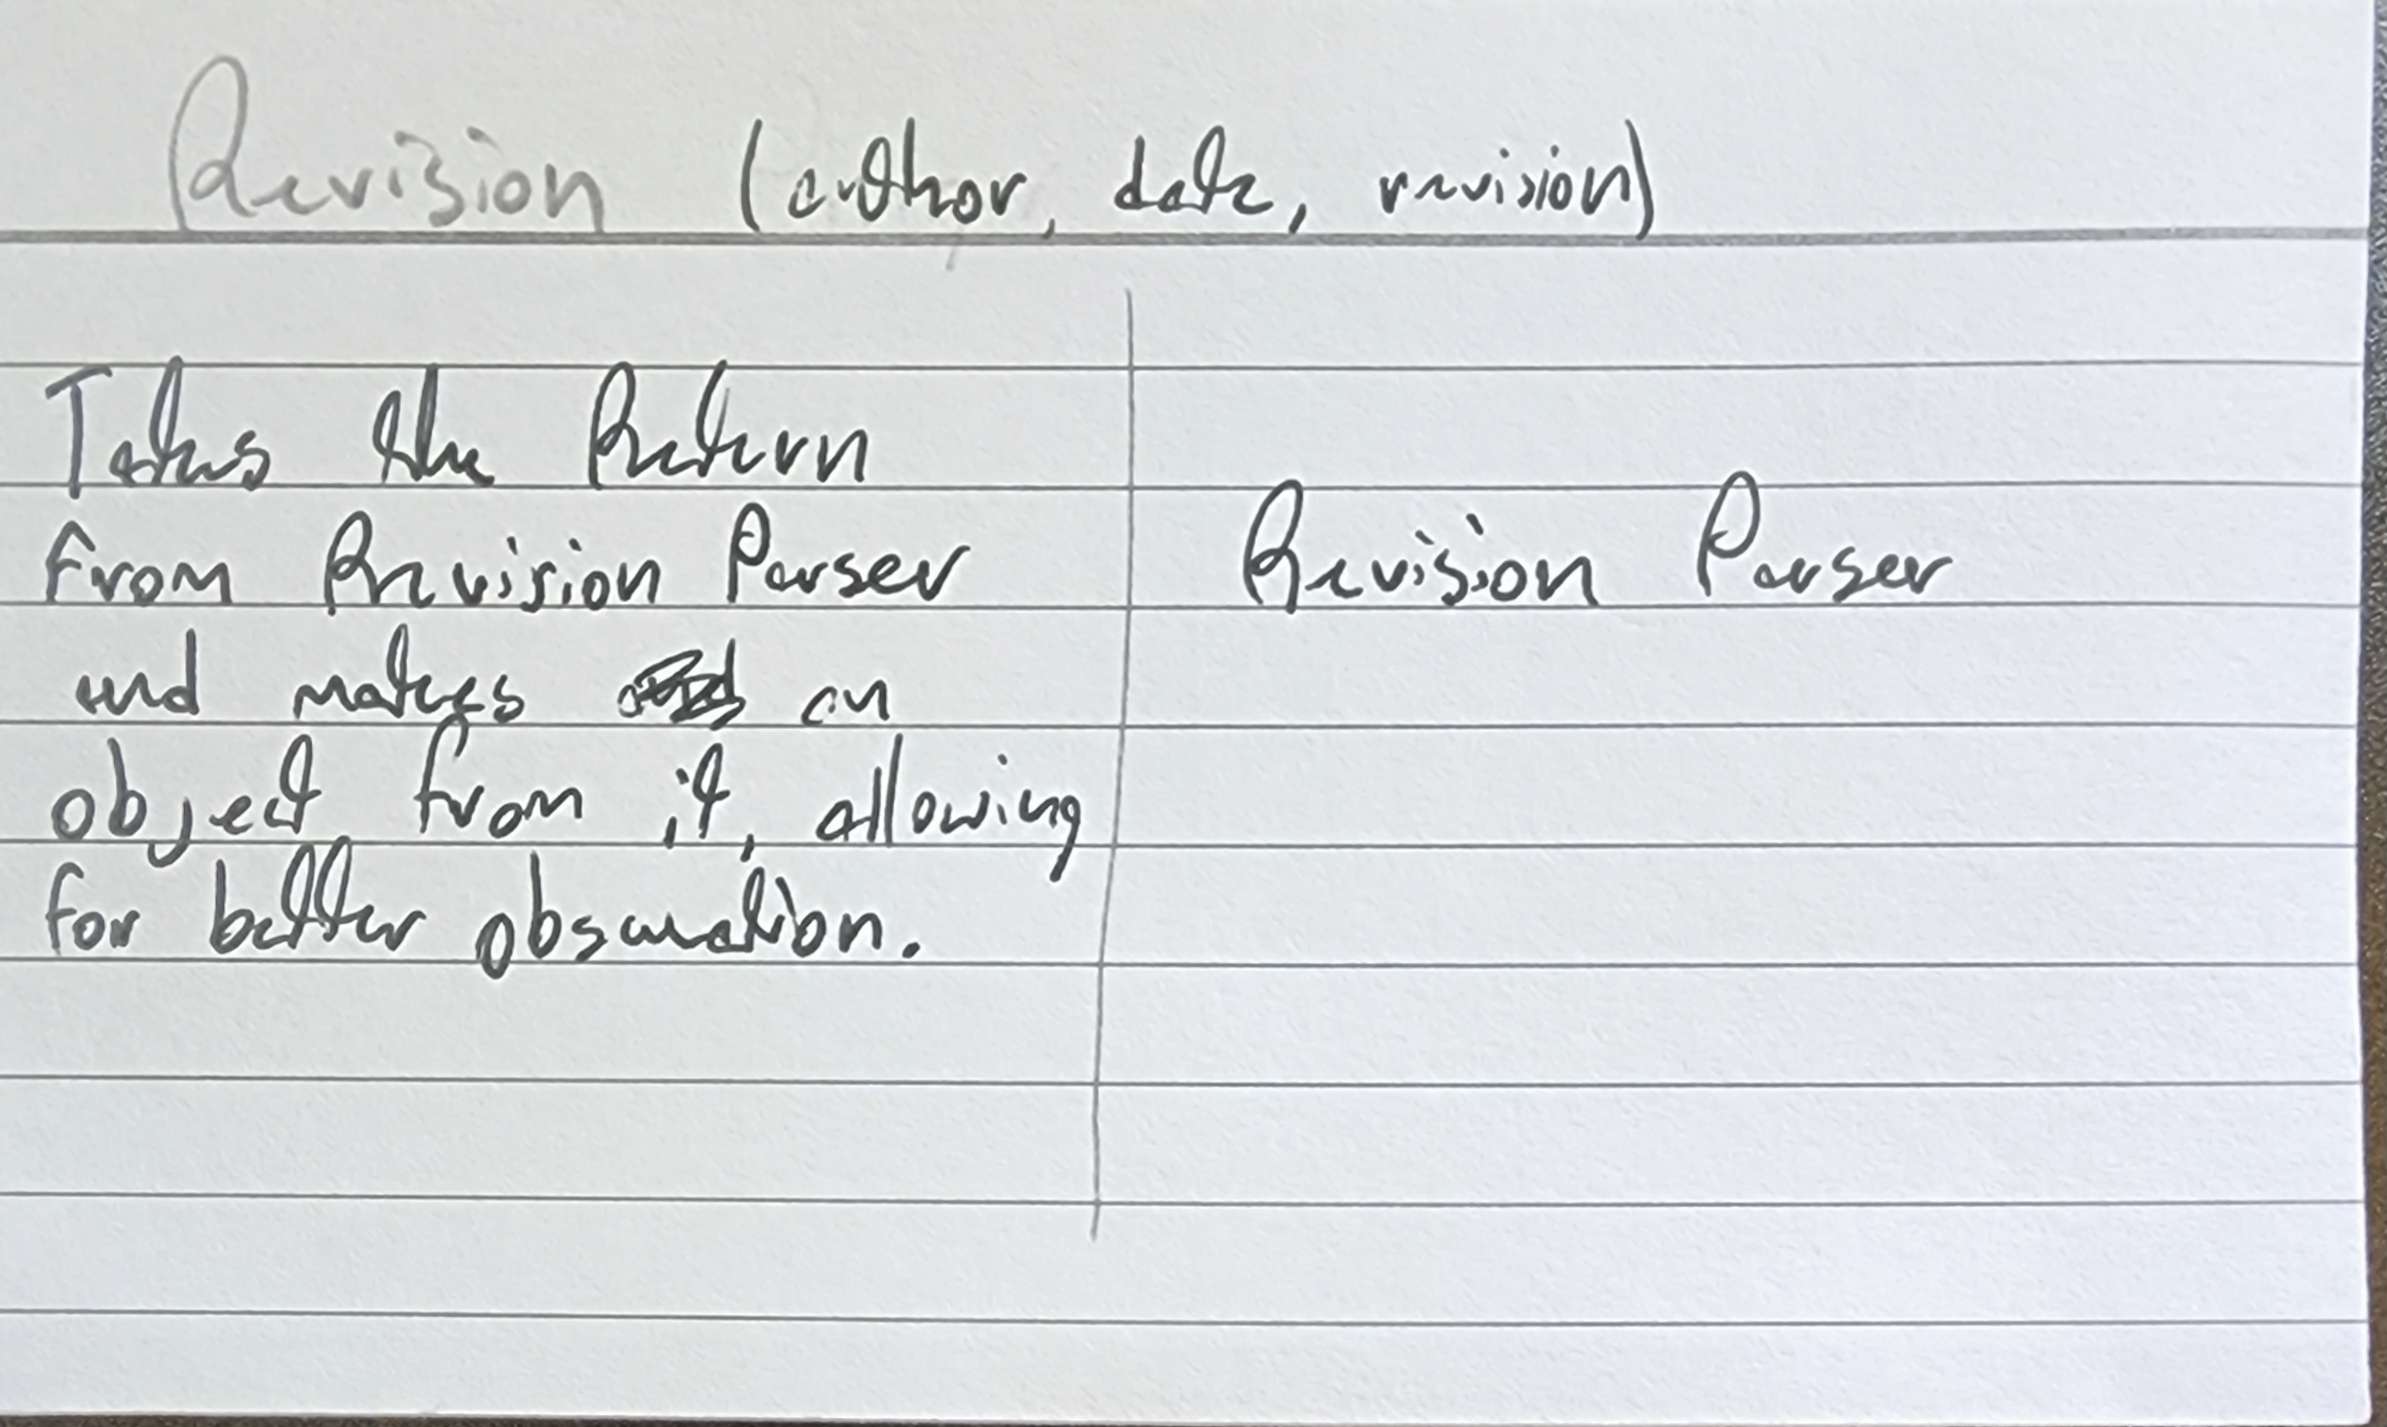 Revision (author, date, revision)
Takes the Return
from Revision Parser
and makes an
object from it, allowing
for better observation.
Revision Parser